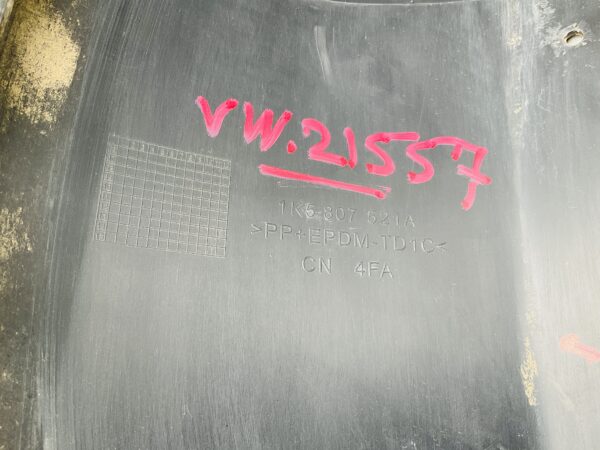 VW.21557
1K5 807 521A
>PP+EPDM-TD10<
CN 4FA